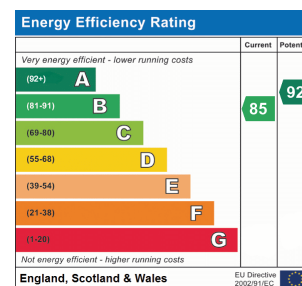 Energy Efficiency Rating
Current Potent
Very energy efficient - lower running costs
(92+) A
92
(81-91) B
85
(69-80) C
(55-68) D
(39-54) E
(21-38) F
(1-20) G
Not energy efficient - higher running costs
England, Scotland & Wales
EU Directive
2002/91/EC